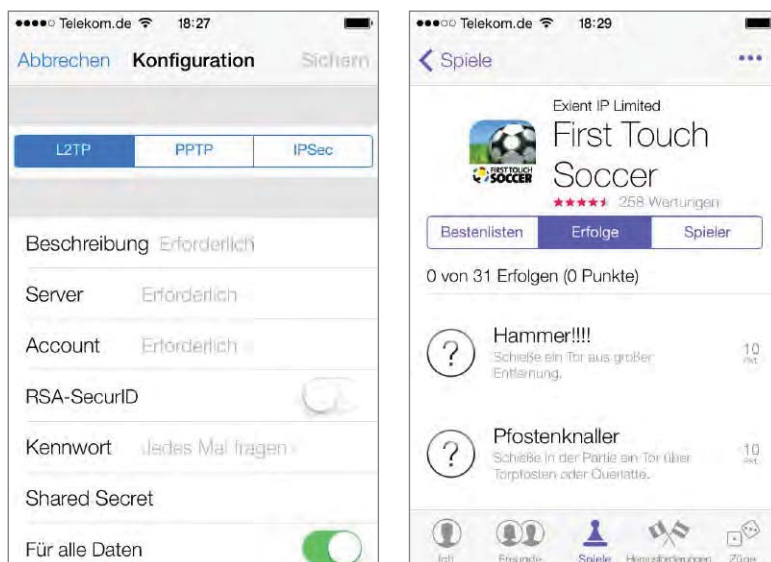 Telekom.de 18:27
Abbrechen Konfiguration Sichern
L2TP PPTP IPSec
Beschreibung Erforderlich
Server Erforderlich
Account Erforderlich
RSA-SecurID
Kennwort Jedes Mal fragen
Shared Secret
Für alle Daten
Telekom.de 18:29
Spiele
Exient IP Limited
First Touch
Soccer
FIRST TOUCH
SOCCER
258 Wertungen
Bestenlisten Erfolge Spieler
0 von 31 Erfolgen (0 Punkte)
Hammer!!!!
Schieße ein Tor aus großer
Entfernung.
10
Pkt.
Pfostenknaller
Schieße in der Partie ein Tor über
Torpfosten oder Querlatte.
10
Pkt.
Ich Freunde Spiele Herausforderungen Züge